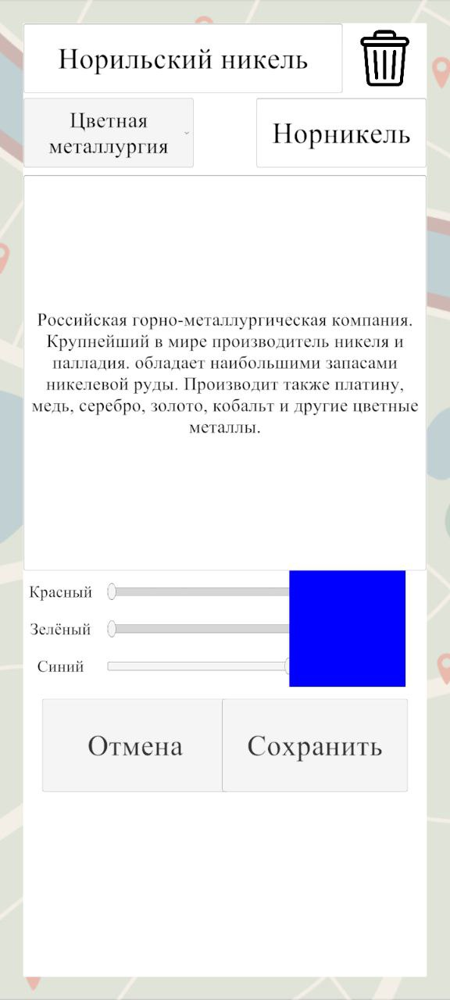 Норильский никель
Цветная
металлургия
Норникель
Российская горно-металлургическая компания.
Крупнейший в мире производитель никеля и
палладия. обладает наибольшими запасами
никелевой руды. Производит также платину,
медь, серебро, золото, кобальт и другие цветные
металлы.
Красный
Зелёный
Синий
Отмена
Сохранить